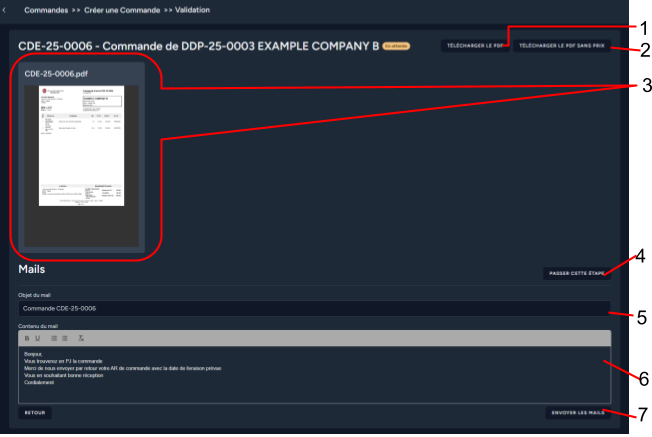 Commandes >> Créer une Commande >> Validation
CDE-25-0006 - Commande de DDP-25-0003 EXAMPLE COMPANY B En attente
TÉLÉCHARGER LE PDF
TÉLÉCHARGER LE PDF SANS PRIX
1
2
CDE-25-0006.pdf
3
Mails
PASSER CETTE ÉTAPE
4
Objet du mail
Commande CDE-25-0006
5
Contenu du mail
B U
Bonjour,
Vous trouverez en PJ la commande
Merci de nous envoyer par retour votre AR de commande avec la date de livraison prévue
Vous en souhaitant bonne réception
Cordialement
6
RETOUR
ENVOYER LES MAILS
7